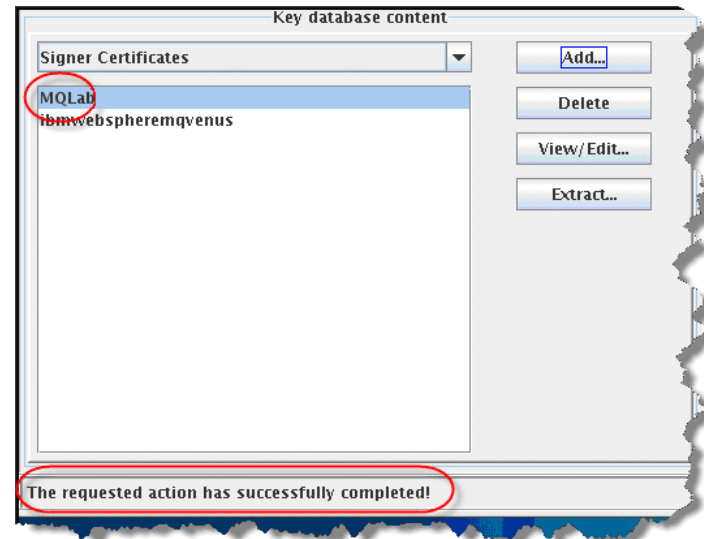 Key database content
Signer Certificates
Add...
MQLab
Delete
ibmwebspheremqvenus
View/Edit...
Extract...
The requested action has successfully completed!